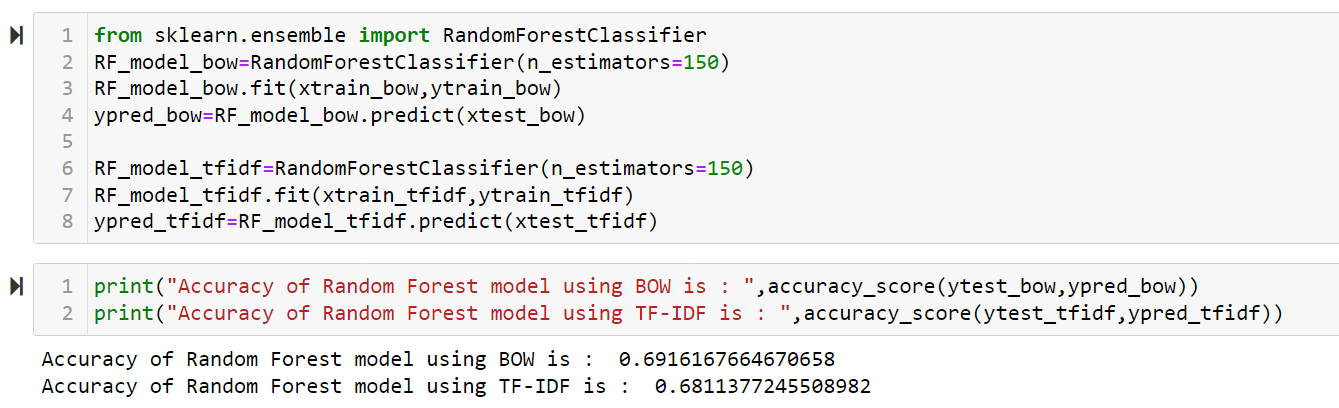 1 from sklearn.ensemble import RandomForestClassifier
2 RF_model_bow=RandomForestClassifier(n_estimators=150)
3 RF_model_bow.fit(xtrain_bow,ytrain_bow)
4 ypred_bow=RF_model_bow.predict(xtest_bow)
5
6 RF_model_tfidf=RandomForestClassifier(n_estimators=150)
7 RF_model_tfidf.fit(xtrain_tfidf,ytrain_tfidf)
8 ypred_tfidf=RF_model_tfidf.predict(xtest_tfidf)
1 print("Accuracy of Random Forest model using BOW is : ",accuracy_score(ytest_bow,ypred_bow))
2 print("Accuracy of Random Forest model using TF-IDF is : ",accuracy_score(ytest_tfidf,ypred_tfidf))
Accuracy of Random Forest model using BOW is :  0.6916167664670658
Accuracy of Random Forest model using TF-IDF is :  0.6811377245508982